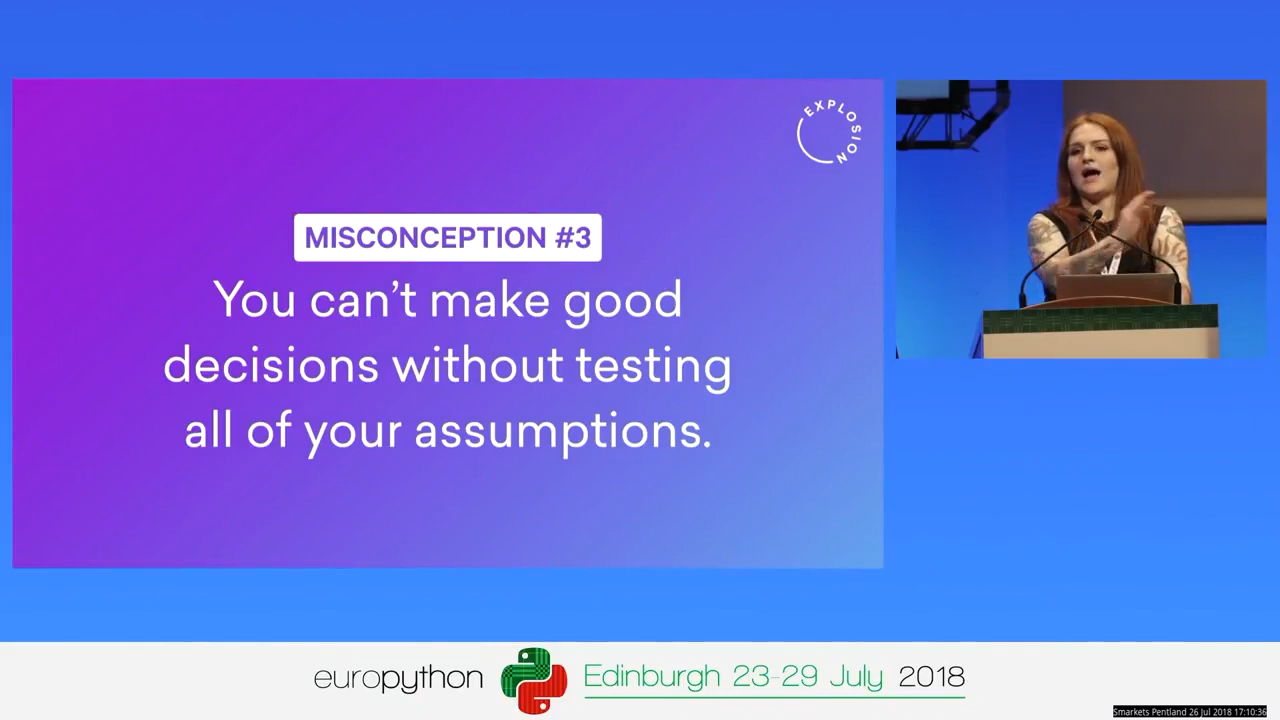 EXPLOSION
MISCONCEPTION #3
You can’t make good
decisions without testing
all of your assumptions.
europython
Edinburgh 23-29 July 2018
Smarkets Pentland 26 Jul 2018 17:10:36